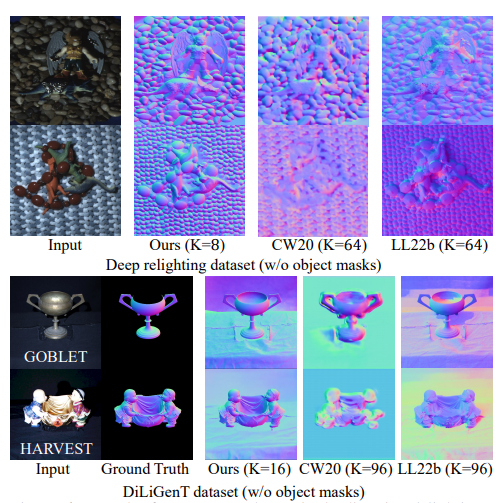 Input Ours (K=8) CW20 (K=64) LL22b (K=64)
Deep relighting dataset (w/o object masks)
GOBLET
HARVEST
Input Ground Truth Ours (K=16) CW20 (K=96) LL22b (K=96)
DiLiGenT dataset (w/o object masks)